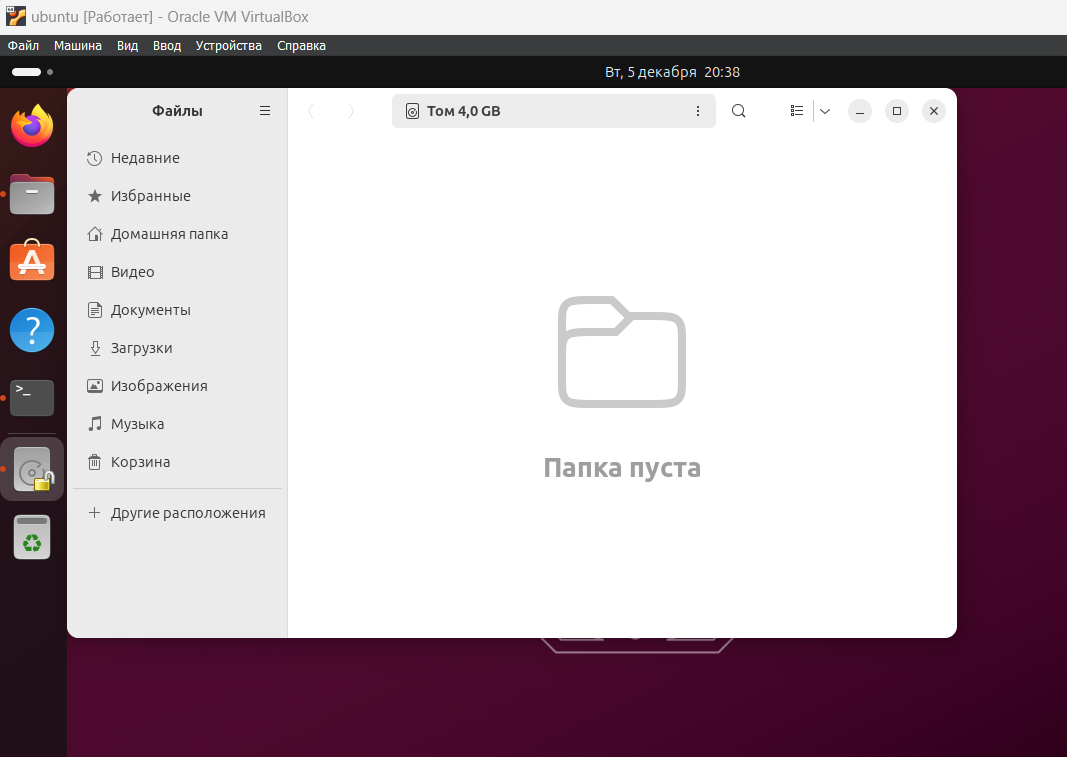 ubuntu [Работает] - Oracle VM VirtualBox
Файл Машина Вид Ввод Устройства Справка
Вт, 5 декабря 20:38
Файлы
Том 4,0 GB
Недавние
Избранные
Домашняя папка
Видео
Документы
Загрузки
Изображения
Музыка
Корзина
Другие расположения
Папка пуста